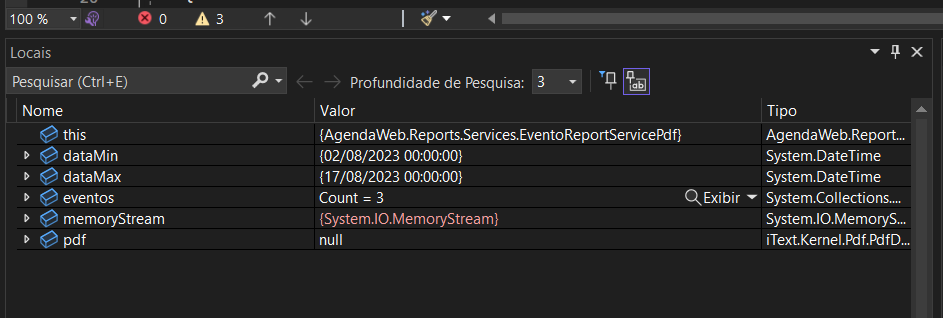 100 % 0 3
Locais
Pesquisar (Ctrl+E) Profundidade de Pesquisa: 3
Nome Valor Tipo
this {AgendaWeb.Reports.Services.EventoReportServicePdf} AgendaWeb.Report...
dataMin {02/08/2023 00:00:00} System.DateTime
dataMax {17/08/2023 00:00:00} System.DateTime
eventos Count = 3 Exibir System.Collections....
memoryStream {System.IO.MemoryStream} System.IO.MemoryS...
pdf null iText.Kernel.Pdf.PdfD...